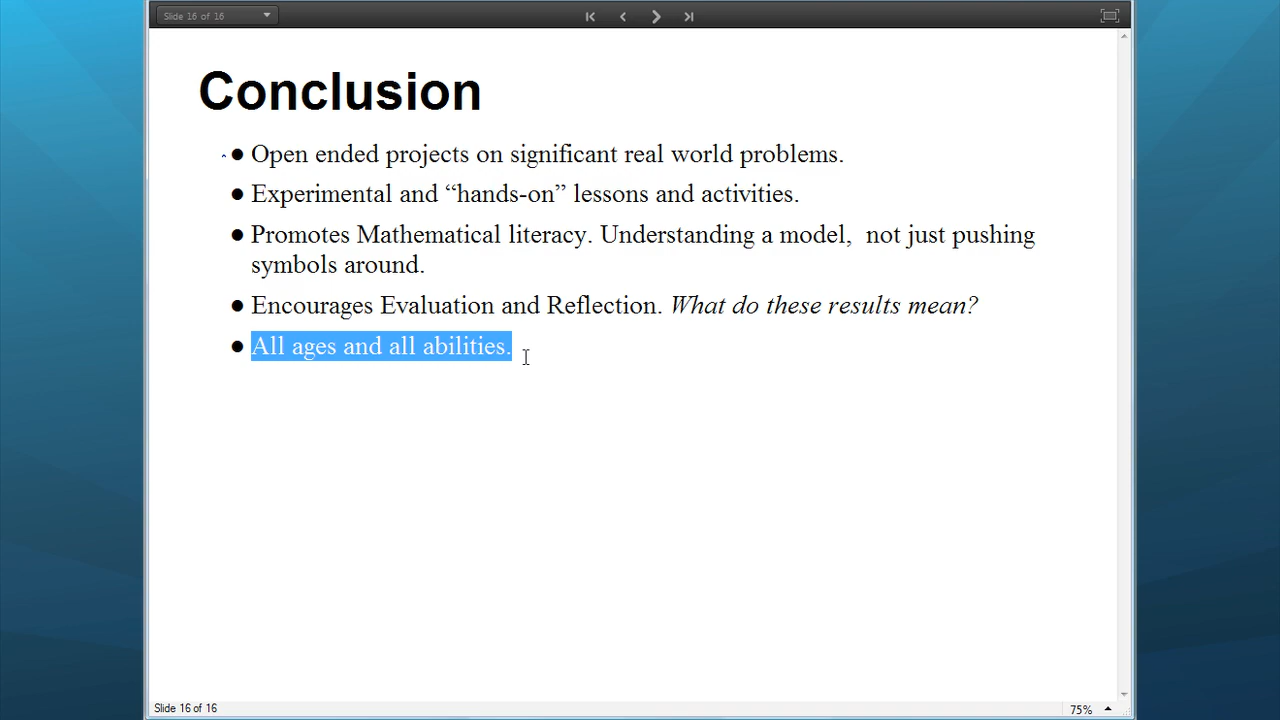 Slide 16 of 16
Conclusion
● Open ended projects on significant real world problems.
● Experimental and “hands-on” lessons and activities.
● Promotes Mathematical literacy. Understanding a model,  not just pushing
symbols around.
● Encourages Evaluation and Reflection. What do these results mean?
● All ages and all abilities.
Slide 16 of 16
75%